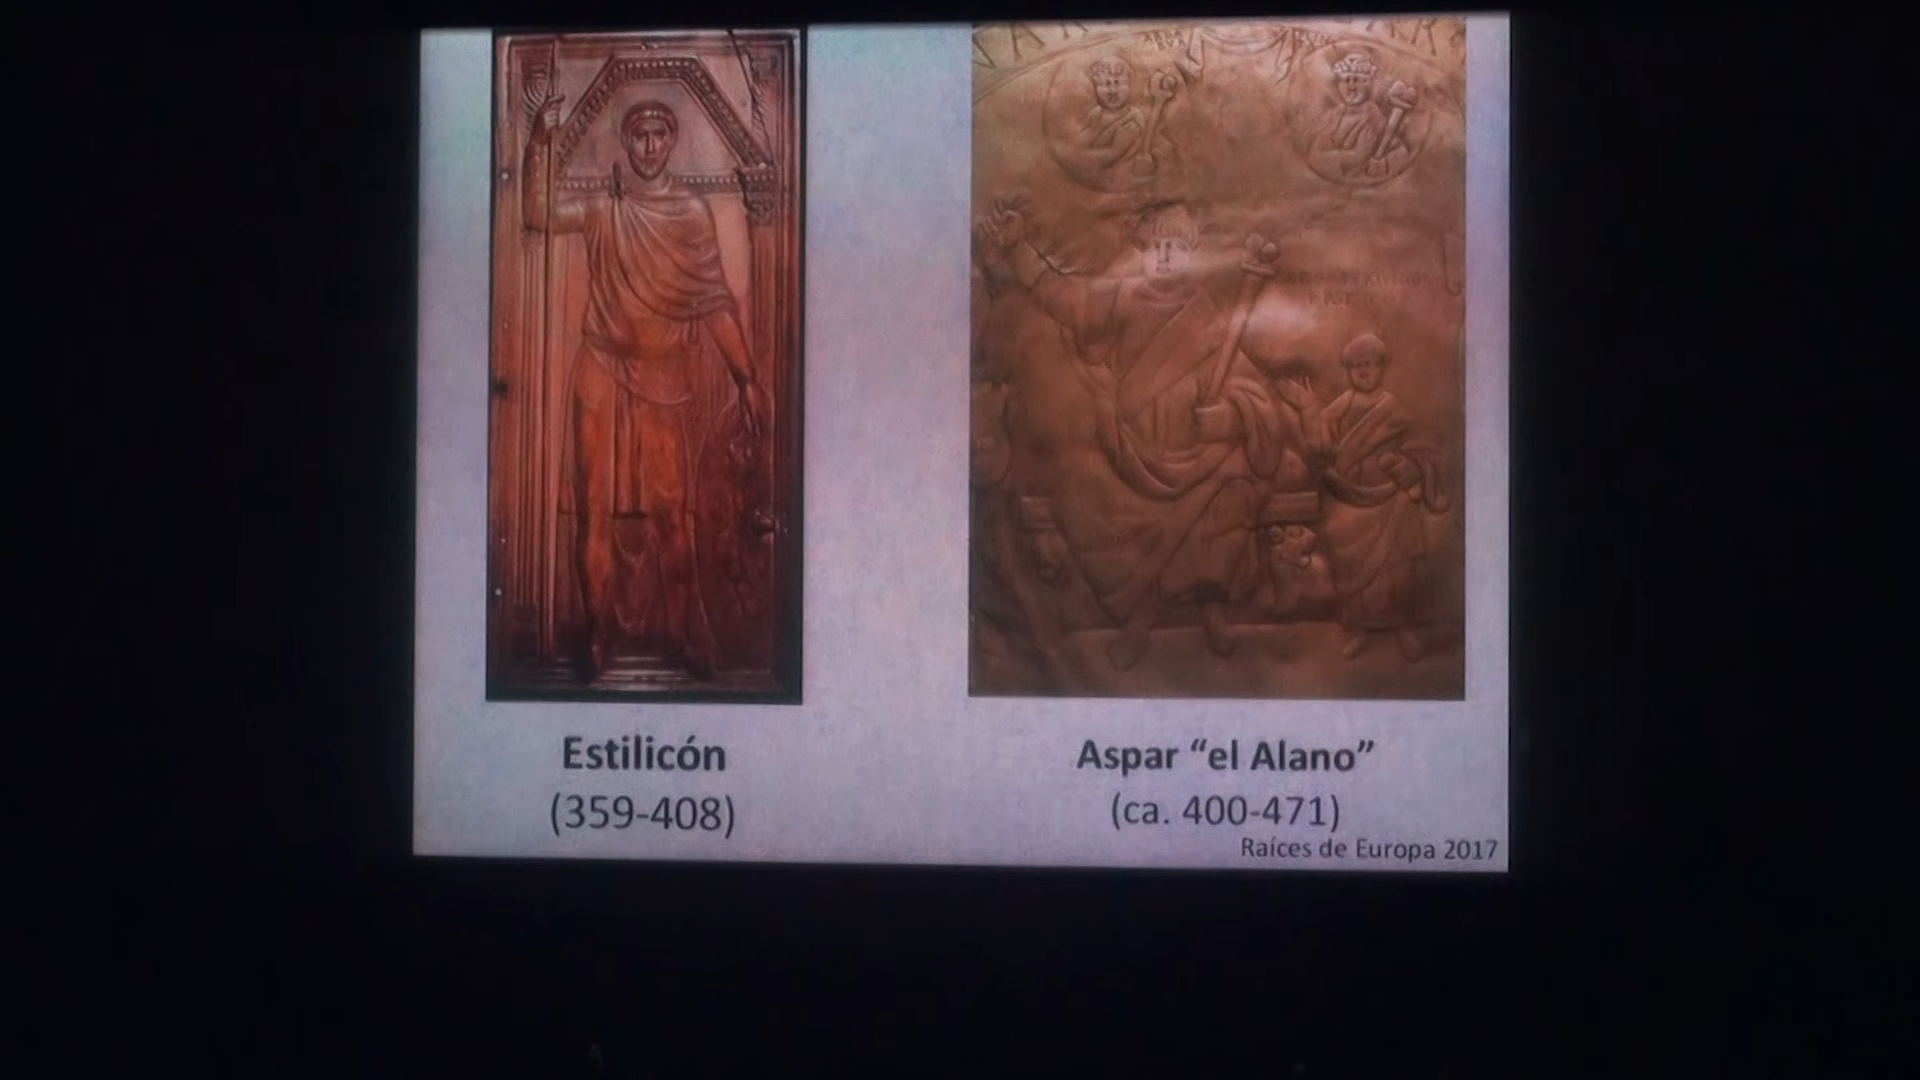 Estilicón
(359-408)
Aspar “el Alano”
(ca. 400-471)
Raíces de Europa 2017